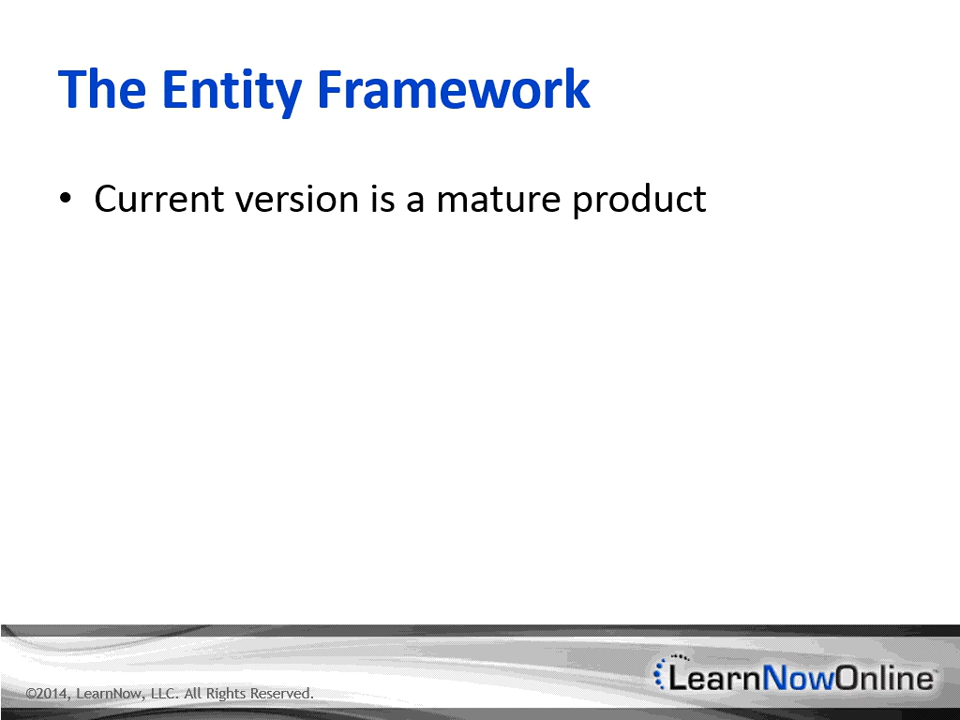 The Entity Framework
• Current version is a mature product
©2014, LearnNow, LLC. All Rights Reserved.
LearnNowOnline